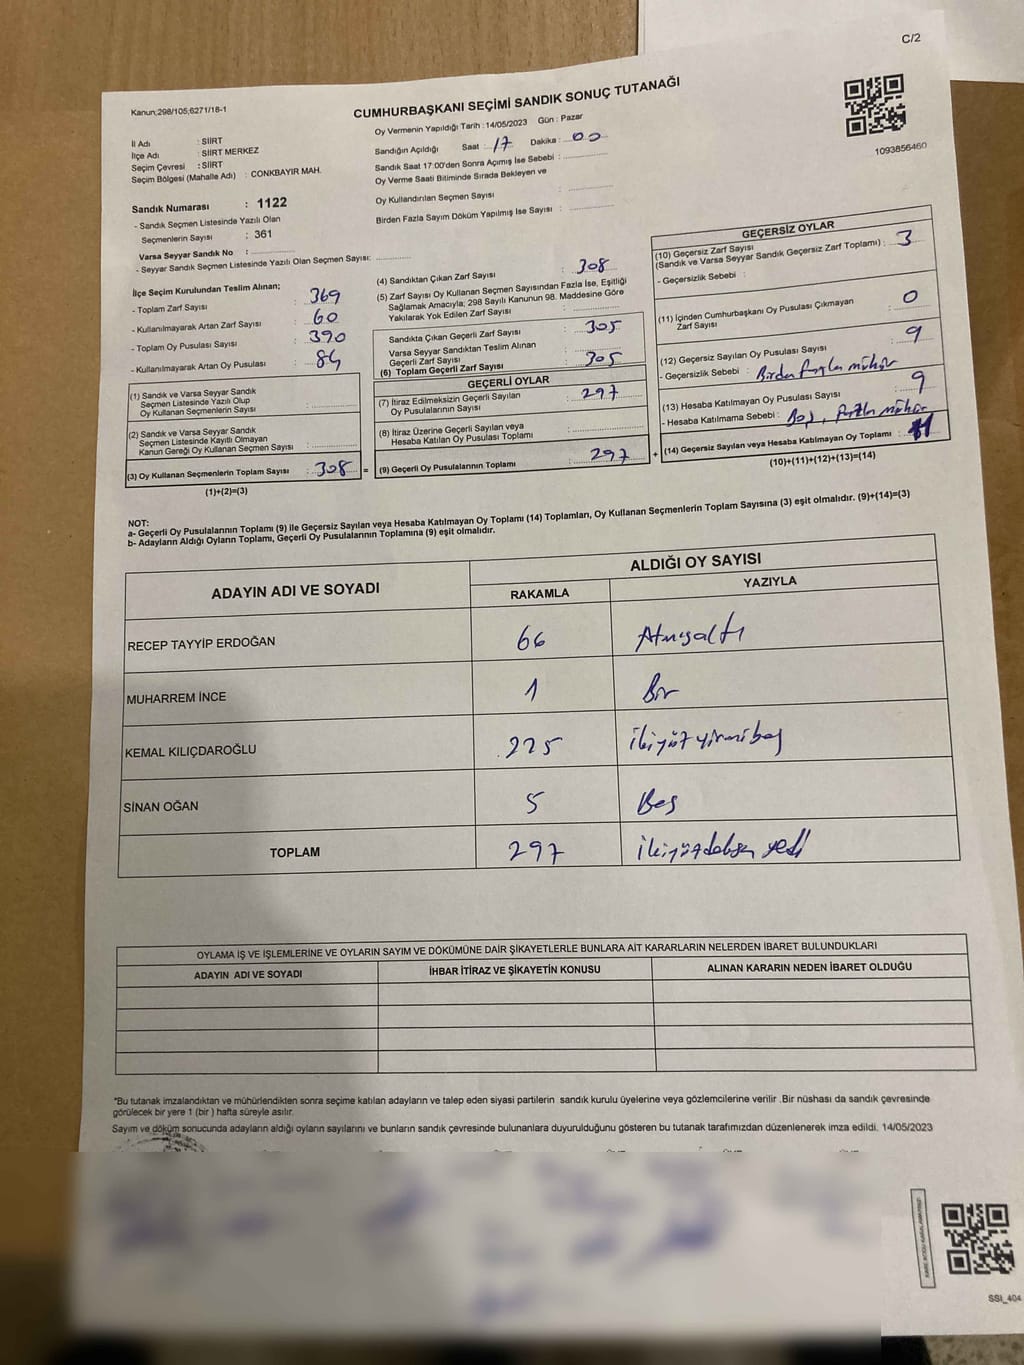 C/2
Kanun;298/105;6271/18-1
CUMHURBAŞKANI SEÇİMİ SANDIK SONUÇ TUTANAĞI
Oy Vermenin Yapıldığı Tarih : 14/05/2023 Gün : Pazar
Sandığın Açıldığı Saat : 17 Dakika : 00
Sandık Saat 17:00'den Sonra Açımış İse Sebebi :
Oy Verme Saati Bitiminde Sırada Bekleyen ve
Oy Kullandırılan Seçmen Sayısı :
Birden Fazla Sayım Döküm Yapılmış İse Sayısı :
1093856460
İl Adı : SİİRT
İlçe Adı : SİİRT MERKEZ
Seçim Çevresi : SİİRT
Seçim Bölgesi (Mahalle Adı) : CONKBAYIR MAH.
Sandık Numarası : 1122
- Sandık Seçmen Listesinde Yazılı Olan
Seçmenlerin Sayısı : 361
Varsa Seyyar Sandık No :
- Seyyar Sandık Seçmen Listesinde Yazılı Olan Seçmen Sayısı:
İlçe Seçim Kurulundan Teslim Alınan;
- Toplam Zarf Sayısı : 369
- Kullanılmayarak Artan Zarf Sayısı : 60
- Toplam Oy Pusulası Sayısı : 390
- Kullanılmayarak Artan Oy Pusulası : 84
(1) Sandık ve Varsa Seyyar Sandık
Seçmen Listesinde Yazılı Olup
Oy Kullanan Seçmenlerin Sayısı :
(2) Sandık ve Varsa Seyyar Sandık
Seçmen Listesinde Kayıtlı Olmayan
Kanun Gereği Oy Kullanan Seçmen Sayısı :
(3) Oy Kullanan Seçmenlerin Toplam Sayısı : 308 =
(1)+(2)=(3)
(4) Sandıktan Çıkan Zarf Sayısı : 308
(5) Zarf Sayısı Oy Kullanan Seçmen Sayısından Fazla İse, Eşitliği
Sağlamak Amacıyla; 298 Sayılı Kanunun 98. Maddesine Göre
Yakılarak Yok Edilen Zarf Sayısı :
Sandıkta Çıkan Geçerli Zarf Sayısı : 305
Varsa Seyyar Sandıktan Teslim Alınan
Geçerli Zarf Sayısı :
(6) Toplam Geçerli Zarf Sayısı : 305
GEÇERLİ OYLAR
(7) İtiraz Edilmeksizin Geçerli Sayılan
Oy Pusulalarının Sayısı : 297
(8) İtiraz Üzerine Geçerli Sayılan veya
Hesaba Katılan Oy Pusulası Toplamı :
(9) Geçerli Oy Pusulalarının Toplamı : 297 +
GEÇERSİZ OYLAR
(10) Geçersiz Zarf Sayısı
(Sandık ve Varsa Seyyar Sandık Geçersiz Zarf Toplamı) : 3
- Geçersizlik Sebebi :
(11) İçinden Cumhurbaşkanı Oy Pusulası Çıkmayan
Zarf Sayısı : 0
(12) Geçersiz Sayılan Oy Pusulası Sayısı : 9
- Geçersizlik Sebebi : Birden fazla mühür
(13) Hesaba Katılmayan Oy Pusulası Sayısı : 9
- Hesaba Katılmama Sebebi : Boş, fazla mühür
(14) Geçersiz Sayılan veya Hesaba Katılmayan Oy Toplamı : 11
(10)+(11)+(12)+(13)=(14)
NOT:
a- Geçerli Oy Pusulalarının Toplamı (9) ile Geçersiz Sayılan veya Hesaba Katılmayan Oy Toplamı (14) Toplamları, Oy Kullanan Seçmenlerin Toplam Sayısına (3) eşit olmalıdır. (9)+(14)=(3)
b- Adayların Aldığı Oyların Toplamı, Geçerli Oy Pusulalarının Toplamına (9) eşit olmalıdır.
ADAYIN ADI VE SOYADI ALDIĞI OY SAYISI
RAKAMLA YAZIYLA
RECEP TAYYİP ERDOĞAN 66 Atmışaltı
MUHARREM İNCE 1 Bir
KEMAL KILIÇDAROĞLU 225 ikiyüzyirmibeş
SİNAN OĞAN 5 Beş
TOPLAM 297 ikiyüzdoksan yedi
OYLAMA İŞ VE İŞLEMLERİNE VE OYLARIN SAYIM VE DÖKÜMÜNE DAİR ŞİKAYETLERLE BUNLARA AİT KARARLARIN NELERDEN İBARET BULUNDUKLARI
ADAYIN ADI VE SOYADI İHBAR İTİRAZ VE ŞİKAYETİN KONUSU ALINAN KARARIN NEDEN İBARET OLDUĞU
*Bu tutanak imzalandıktan ve mühürlendikten sonra seçime katılan adayların ve talep eden siyasi partilerin sandık kurulu üyelerine veya gözlemcilerine verilir .Bir nüshası da sandık çevresinde
görülecek bir yere 1 (bir ) hafta süreyle asılır.
Sayım ve döküm sonucunda adayların aldığı oyların sayılarını ve bunların sandık çevresinde bulunanlara duyurulduğunu gösteren bu tutanak tarafımızdan düzenlenerek imza edildi. 14/05/2023
SSI_404